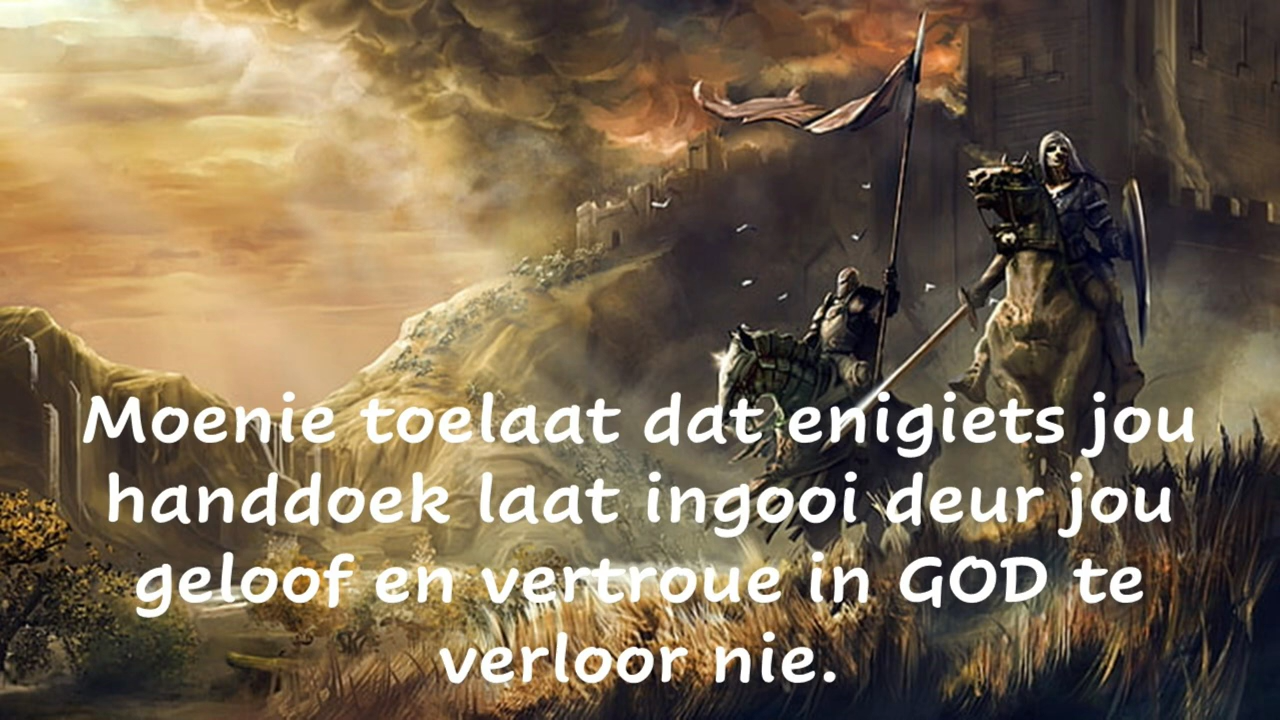 Moenie toelaat dat enigiets jou
handdoek laat ingooi deur jou
geloof en vertroue in GOD te
verloor nie.